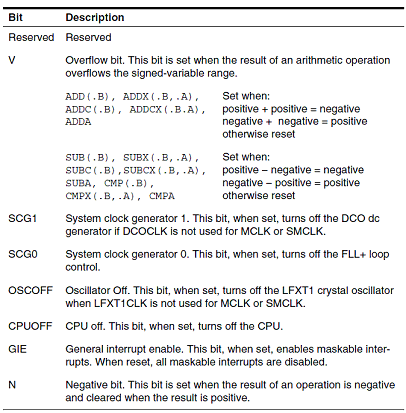 Bit Description
Reserved Reserved
V Overflow bit. This bit is set when the result of an arithmetic operation
overflows the signed-variable range.
ADD(.B), ADDX(.B,.A), Set when:
ADDC(.B), ADDCX(.B.A), positive + positive = negative
ADDA negative + negative = positive
otherwise reset
SUB(.B), SUBX(.B,.A), Set when:
SUBC(.B),SUBCX(.B,.A), positive – negative = negative
SUBA, CMP(.B), negative – positive = positive
CMPX(.B,.A), CMPA otherwise reset
SCG1 System clock generator 1. This bit, when set, turns off the DCO dc
generator if DCOCLK is not used for MCLK or SMCLK.
SCG0 System clock generator 0. This bit, when set, turns off the FLL+ loop
control.
OSCOFF Oscillator Off. This bit, when set, turns off the LFXT1 crystal oscillator
when LFXT1CLK is not used for MCLK or SMCLK.
CPUOFF CPU off. This bit, when set, turns off the CPU.
GIE General interrupt enable. This bit, when set, enables maskable inter-
rupts. When reset, all maskable interrupts are disabled.
N Negative bit. This bit is set when the result of an operation is negative
and cleared when the result is positive.